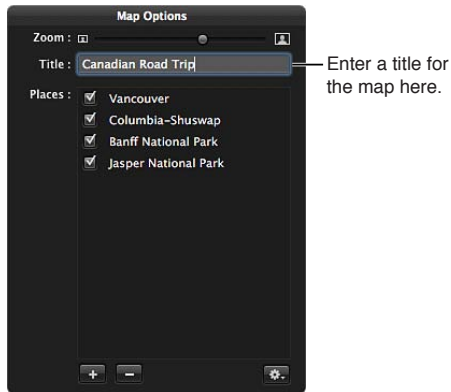 Map Options
Zoom :
Title : Canadian Road Trip
Enter a title for
the map here.
Places :
Vancouver
Columbia-Shuswap
Banff National Park
Jasper National Park